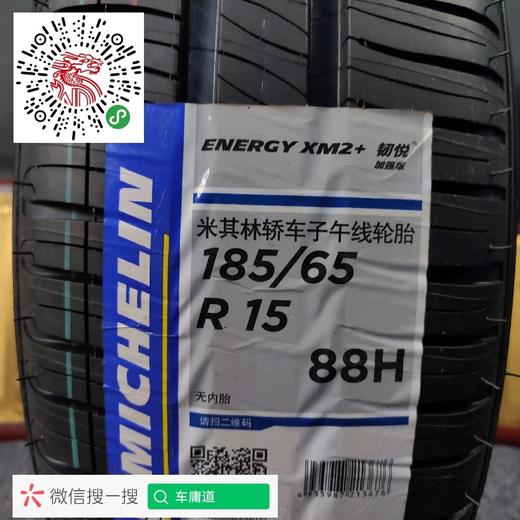 ENERGY XM2+ 韧悦
加强版
米其林轿车子午线轮胎
185/65
R 15
88H
无内胎
请扫二维码
MICHELIN
微信搜一搜
车庸道